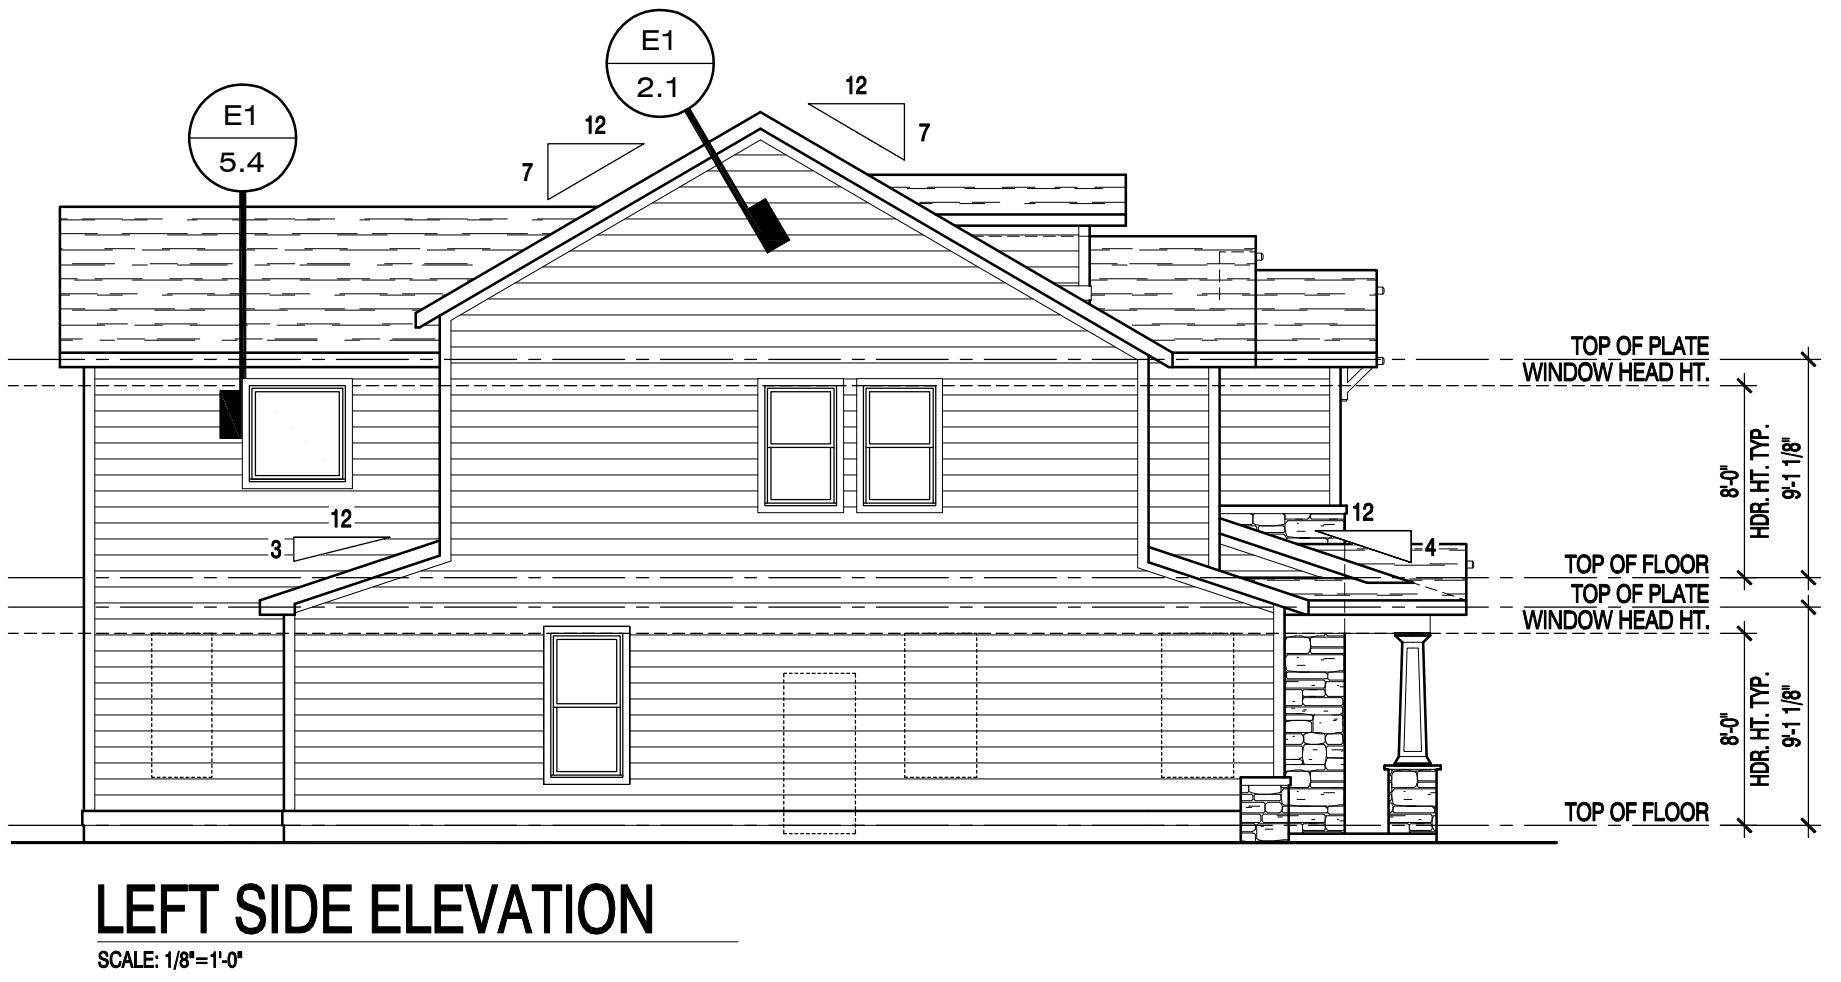 E1
2.1
E1
5.4
12
7
12
7
TOP OF PLATE
WINDOW HEAD HT.
8'-0"
HDR. HT. TYP.
9'-1 1/8"
12
3
12
4
TOP OF FLOOR
TOP OF PLATE
WINDOW HEAD HT.
8'-0"
HDR. HT. TYP.
9'-1 1/8"
TOP OF FLOOR
LEFT SIDE ELEVATION
SCALE: 1/8"=1'-0"